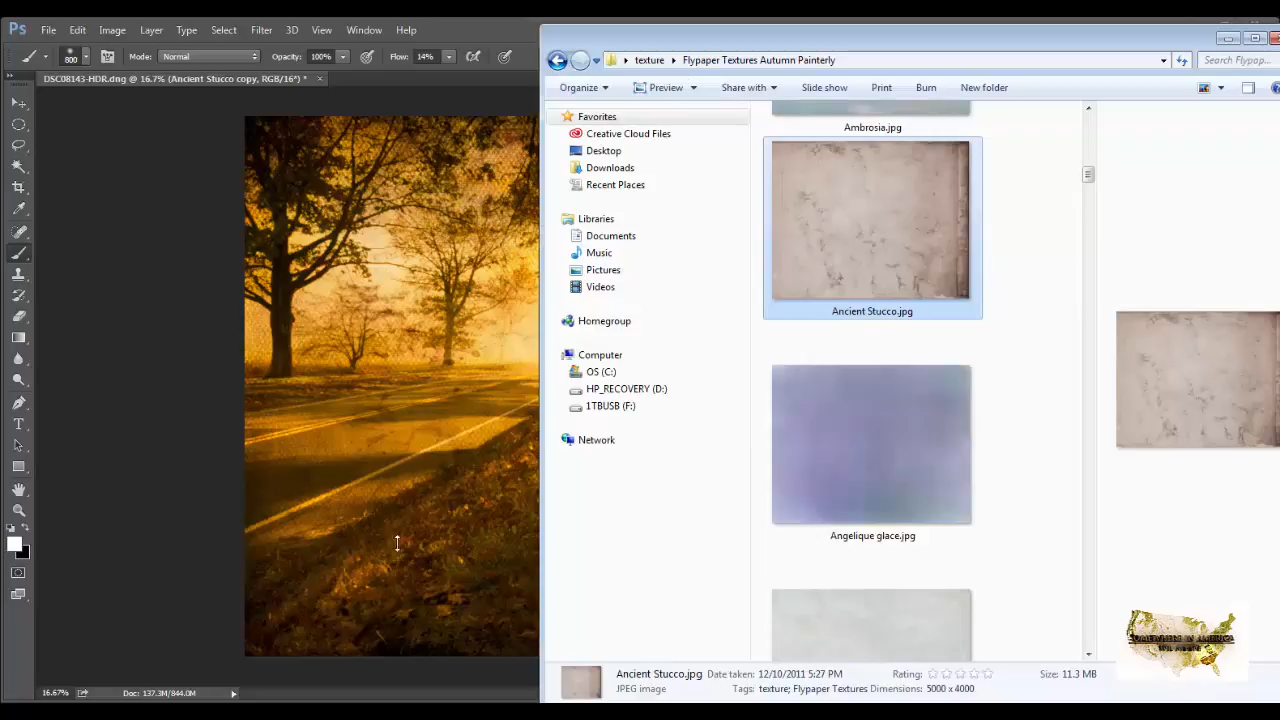 Ps File Edit Image Layer Type Select Filter 3D View Window Help
800 Mode: Normal Opacity: 100% Flow: 14%
DSC08143-HDR.dng @ 16.7% (Ancient Stucco copy, RGB/16*) * ×
texture Flypaper Textures Autumn Painterly
Organize Preview Share with Slide show Print Burn New folder
Favorites
Creative Cloud Files
Desktop
Downloads
Recent Places
Libraries
Documents
Music
Pictures
Videos
Homegroup
Computer
OS (C:)
HP_RECOVERY (D:)
1TBUSB (F:)
Network
Ambrosia.jpg
Ancient Stucco.jpg
Angelique glace.jpg
SOMEWHERE IN AMERICA
16.67% Doc: 137.3M/844.0M
Ancient Stucco.jpg Date taken: 12/10/2011 5:27 PM Rating: Size: 11.3 MB
JPEG image Tags: texture; Flypaper Textures Dimensions: 5000 x 4000